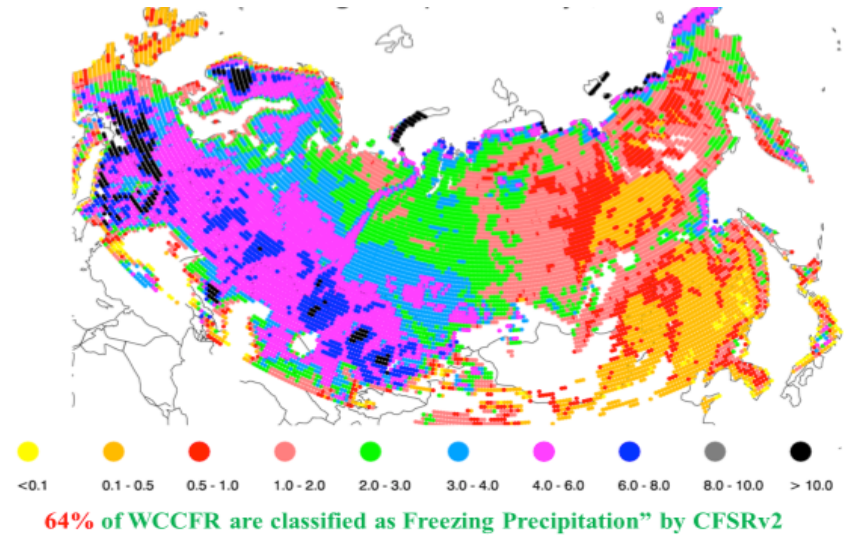 <0.1 0.1 - 0.5 0.5 - 1.0 1.0 - 2.0 2.0 - 3.0 3.0 - 4.0 4.0 - 6.0 6.0 - 8.0 8.0 - 10.0 > 10.0
64% of WCCFR are classified as Freezing Precipitation” by CFSRv2